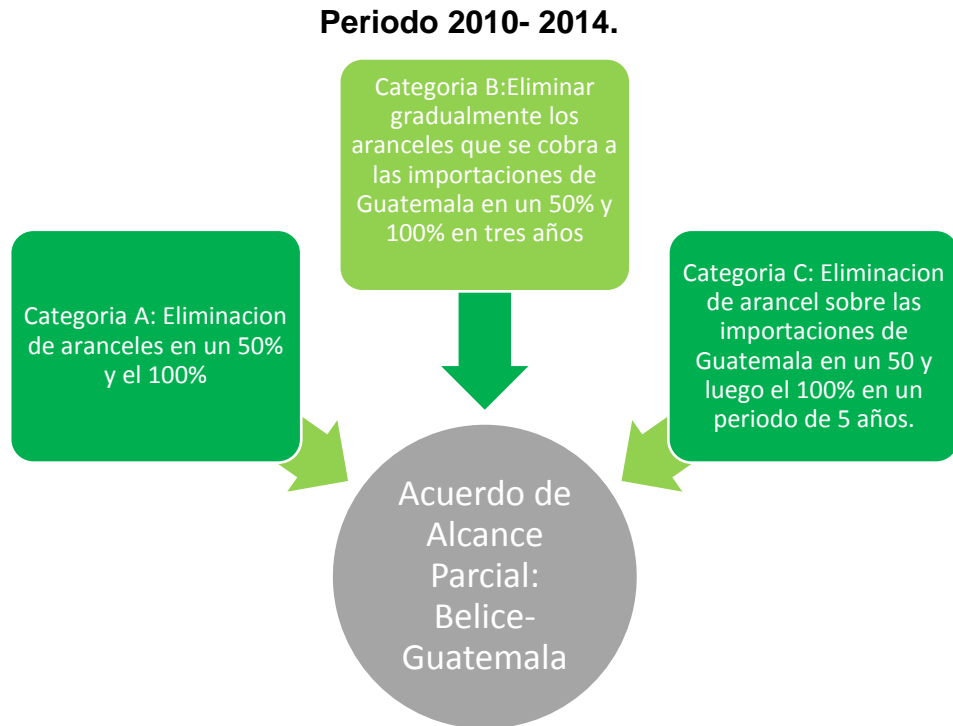 Periodo 2010- 2014.
Categoria B:Eliminar
gradualmente los
aranceles que se cobra a
las importaciones de
Guatemala en un 50% y
100% en tres años
Categoria A: Eliminacion
de aranceles en un 50%
y el 100%
Categoria C: Eliminacion
de arancel sobre las
importaciones de
Guatemala en un 50 y
luego el 100% en un
periodo de 5 años.
Acuerdo de
Alcance
Parcial:
Belice-
Guatemala